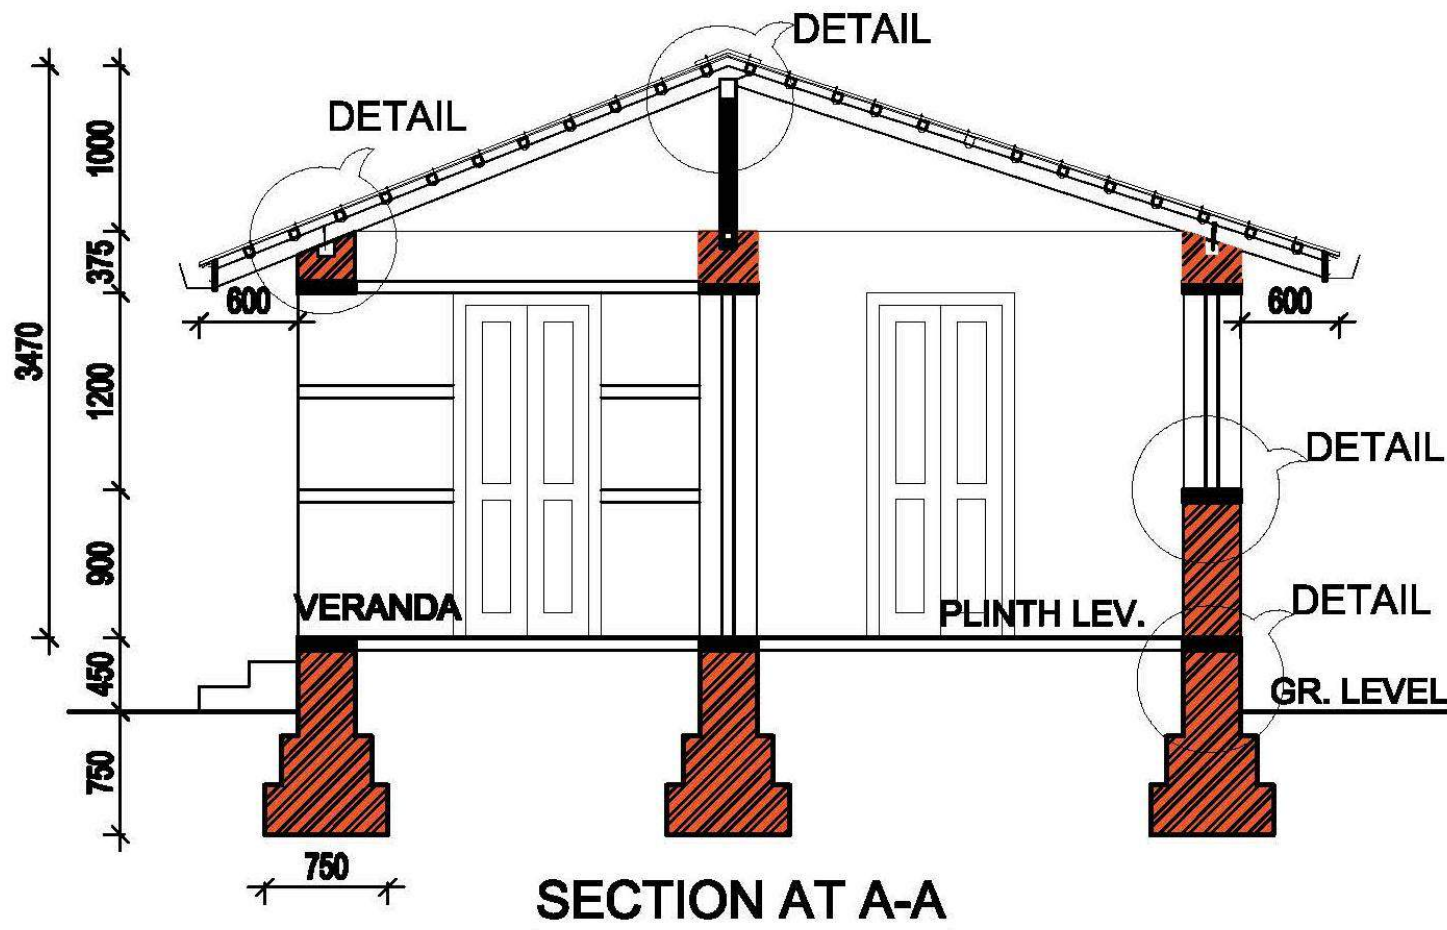 DETAIL
DETAIL
1000
375
600
600
3470
1200
DETAIL
900
VERANDA
PLINTH LEV.
DETAIL
450
GR. LEVEL
750
750
SECTION AT A-A